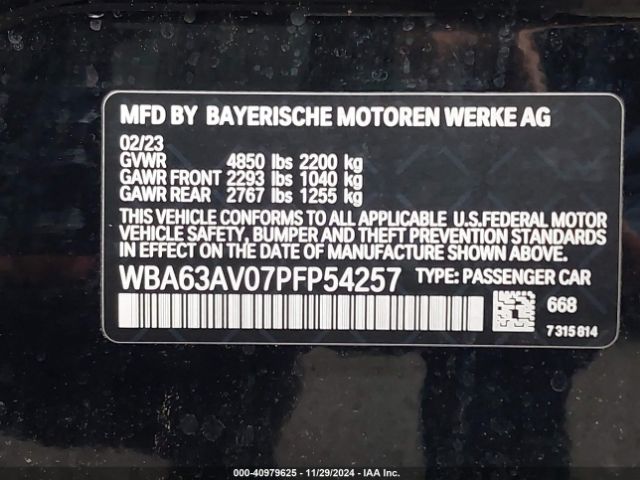 MFD BY BAYERISCHE MOTOREN WERKE AG
02/23
GVWR 4850 lbs 2200 kg
GAWR FRONT 2293 lbs 1040 kg
GAWR REAR 2767 lbs 1255 kg
THIS VEHICLE CONFORMS TO ALL APPLICABLE U.S.FEDERAL MOTOR
VEHICLE SAFETY, BUMPER AND THEFT PREVENTION STANDARDS
IN EFFECT ON THE DATE OF MANUFACTURE SHOWN ABOVE.
WBA63AV07PFP54257 TYPE: PASSENGER CAR
668
7 315 814
000-40979625 - 11/29/2024 - IAA Inc.